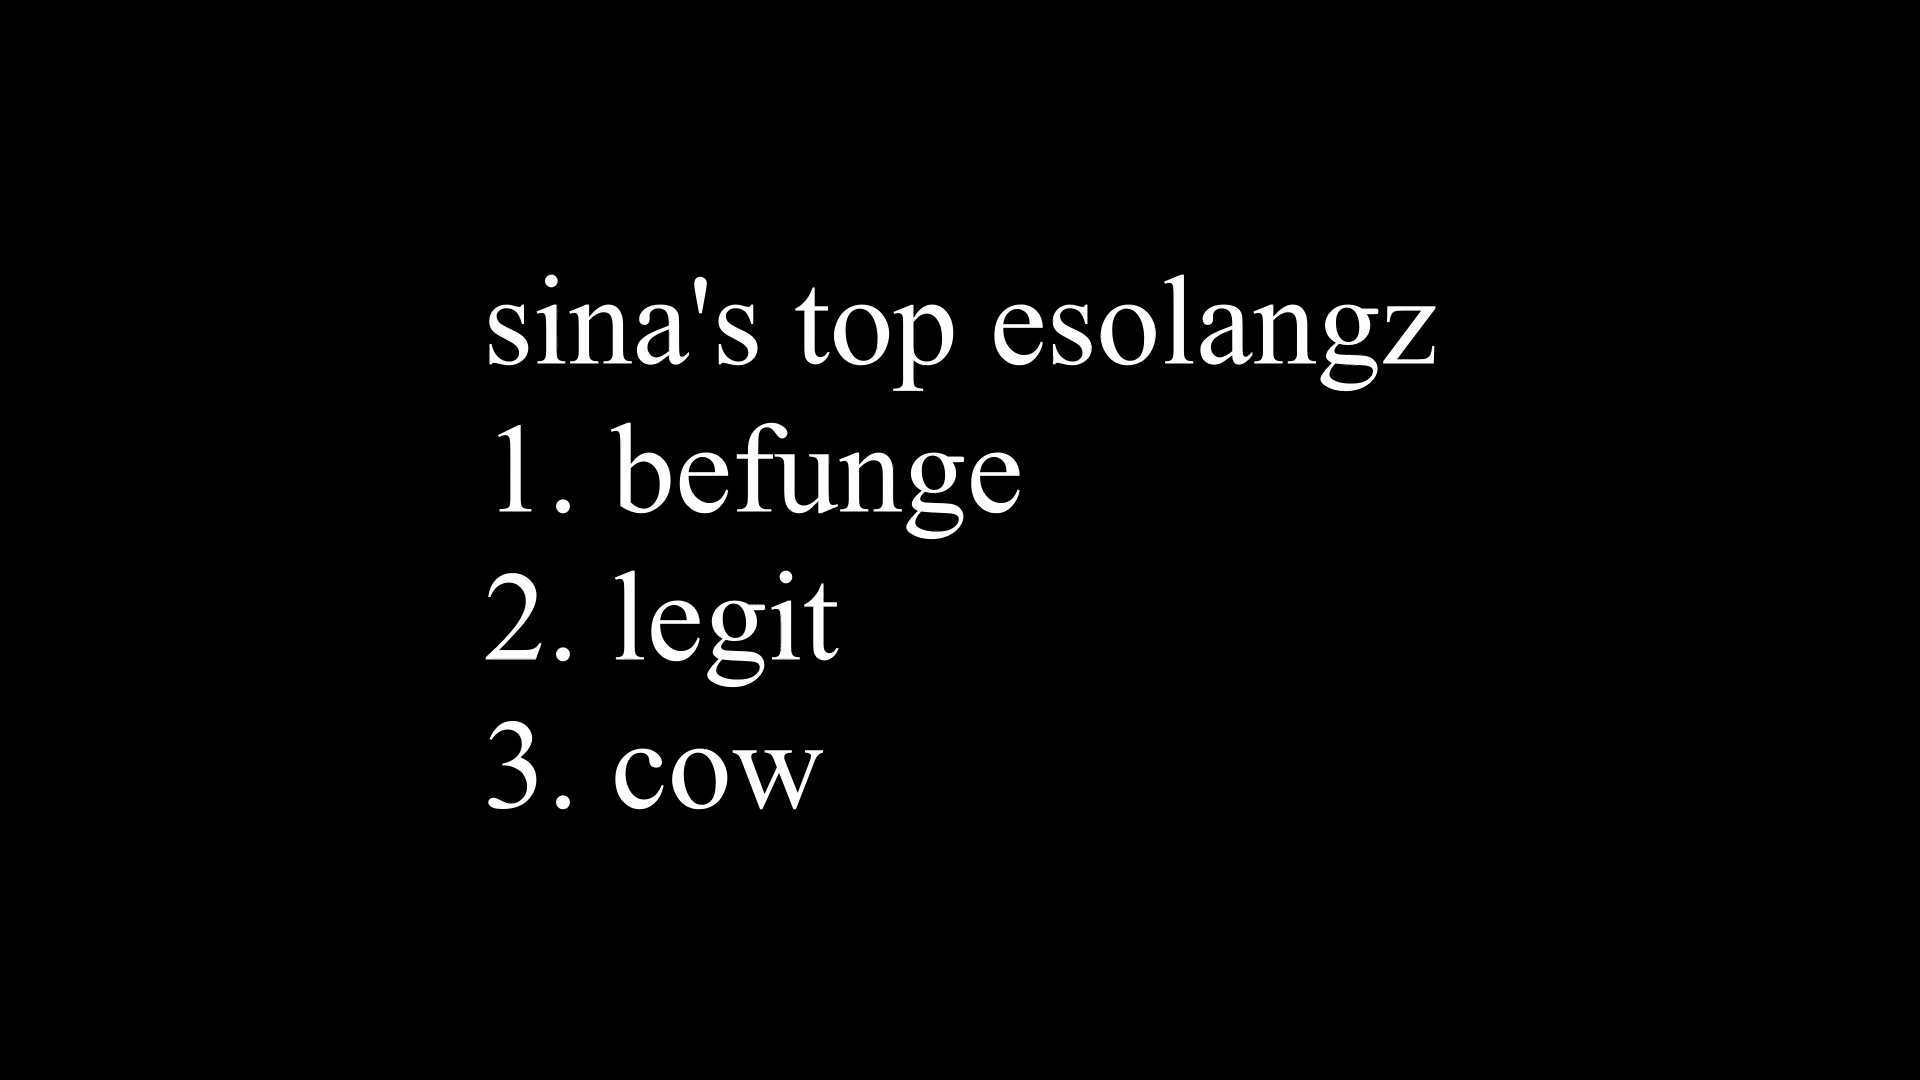 sina's top esolangz
1. befunge
2. legit
3. cow